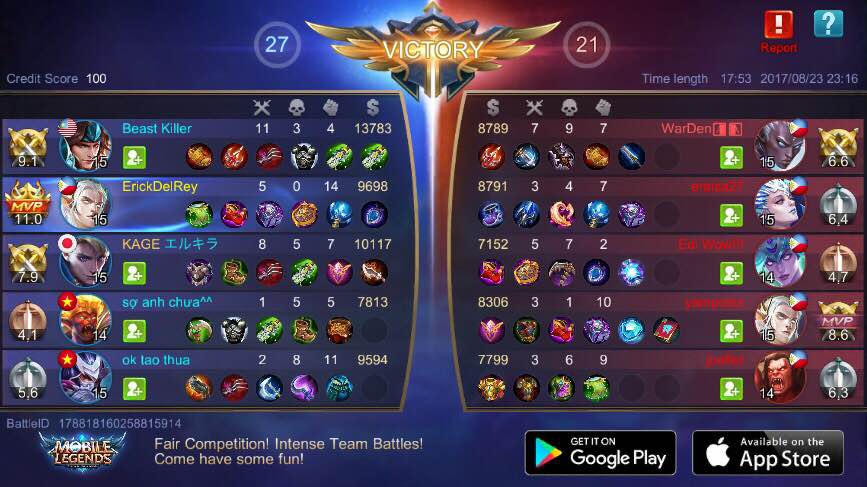 27
VICTORY
21
Report
?
Credit Score 100
Time length 17:53 2017/08/23 23:16
$
$
Beast Killer 11 3 4 13783
9.1
15
8789 7 9 7 WarDen
15
6.6
ErickDelRey 5 0 14 9698
MVP
11.0
15
8791 3 4 7
15
6,4
KAGE エルキラ 8 5 7 10117
7.9
15
7152 5 7 2 Edi Wow!!!
14
4,7
sợ anh chưa^^ 1 5 5 7813
4,1
14
8306 3 1 10
15
MVP
8.6
ok tao thua 2 8 11 9594
5,6
15
7799 3 6 9
14
6,3
BattleID 178818160258815914
MOBILE
LEGENDS
Fair Competition! Intense Team Battles!
Come have some fun!
GET IT ON
Google Play
Available on the
App Store